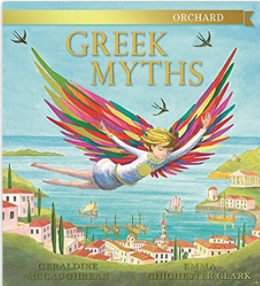 ORCHARD
GREEK
MYTHS
GERALDINE
MCCAUGHREAN
EMMA
CHICHESTER CLARK